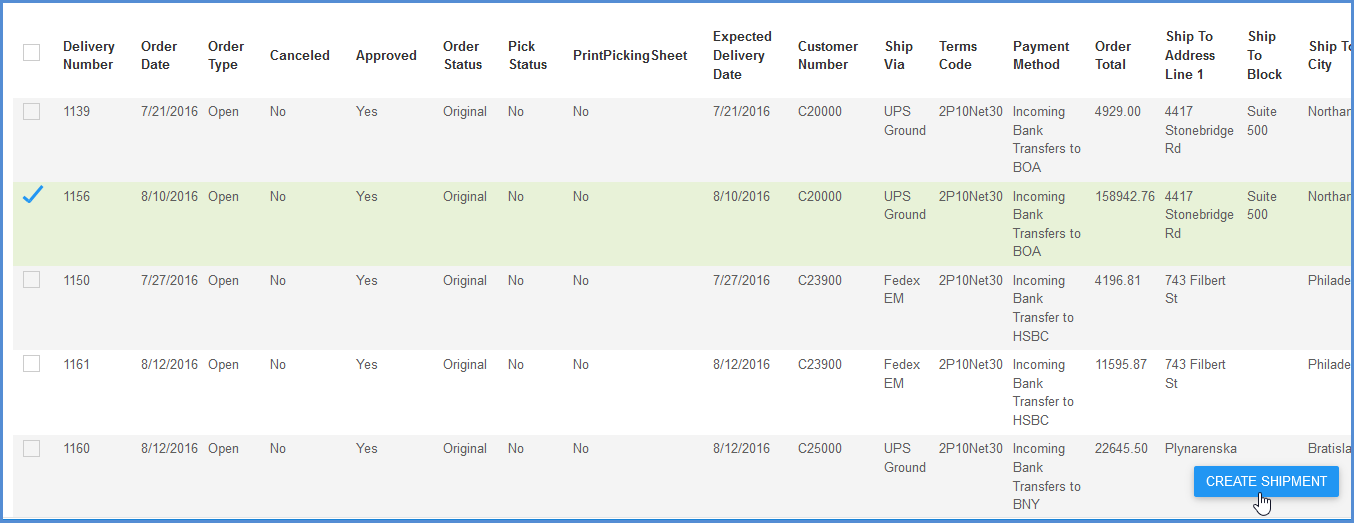 Delivery Number Order Date Order Type Canceled Approved Order Status Pick Status PrintPickingSheet Expected Delivery Date Customer Number Ship Via Terms Code Payment Method Order Total Ship To Address Line 1 Ship To Block Ship To City
1139 7/21/2016 Open No Yes Original No No 7/21/2016 C20000 UPS Ground 2P10Net30 Incoming Bank Transfers to BOA 4929.00 4417 Stonebridge Rd Suite 500 Northar
1156 8/10/2016 Open No Yes Original No No 8/10/2016 C20000 UPS Ground 2P10Net30 Incoming Bank Transfers to BOA 158942.76 4417 Stonebridge Rd Suite 500 Northar
1150 7/27/2016 Open No Yes Original No No 7/27/2016 C23900 Fedex EM 2P10Net30 Incoming Bank Transfer to HSBC 4196.81 743 Filbert St Philade
1161 8/12/2016 Open No Yes Original No No 8/12/2016 C23900 Fedex EM 2P10Net30 Incoming Bank Transfer to HSBC 11595.87 743 Filbert St Philade
1160 8/12/2016 Open No Yes Original No No 8/12/2016 C25000 UPS Ground 2P10Net30 Incoming Bank Transfers to BNY 22645.50 Plynarenska Bratisla
CREATE SHIPMENT